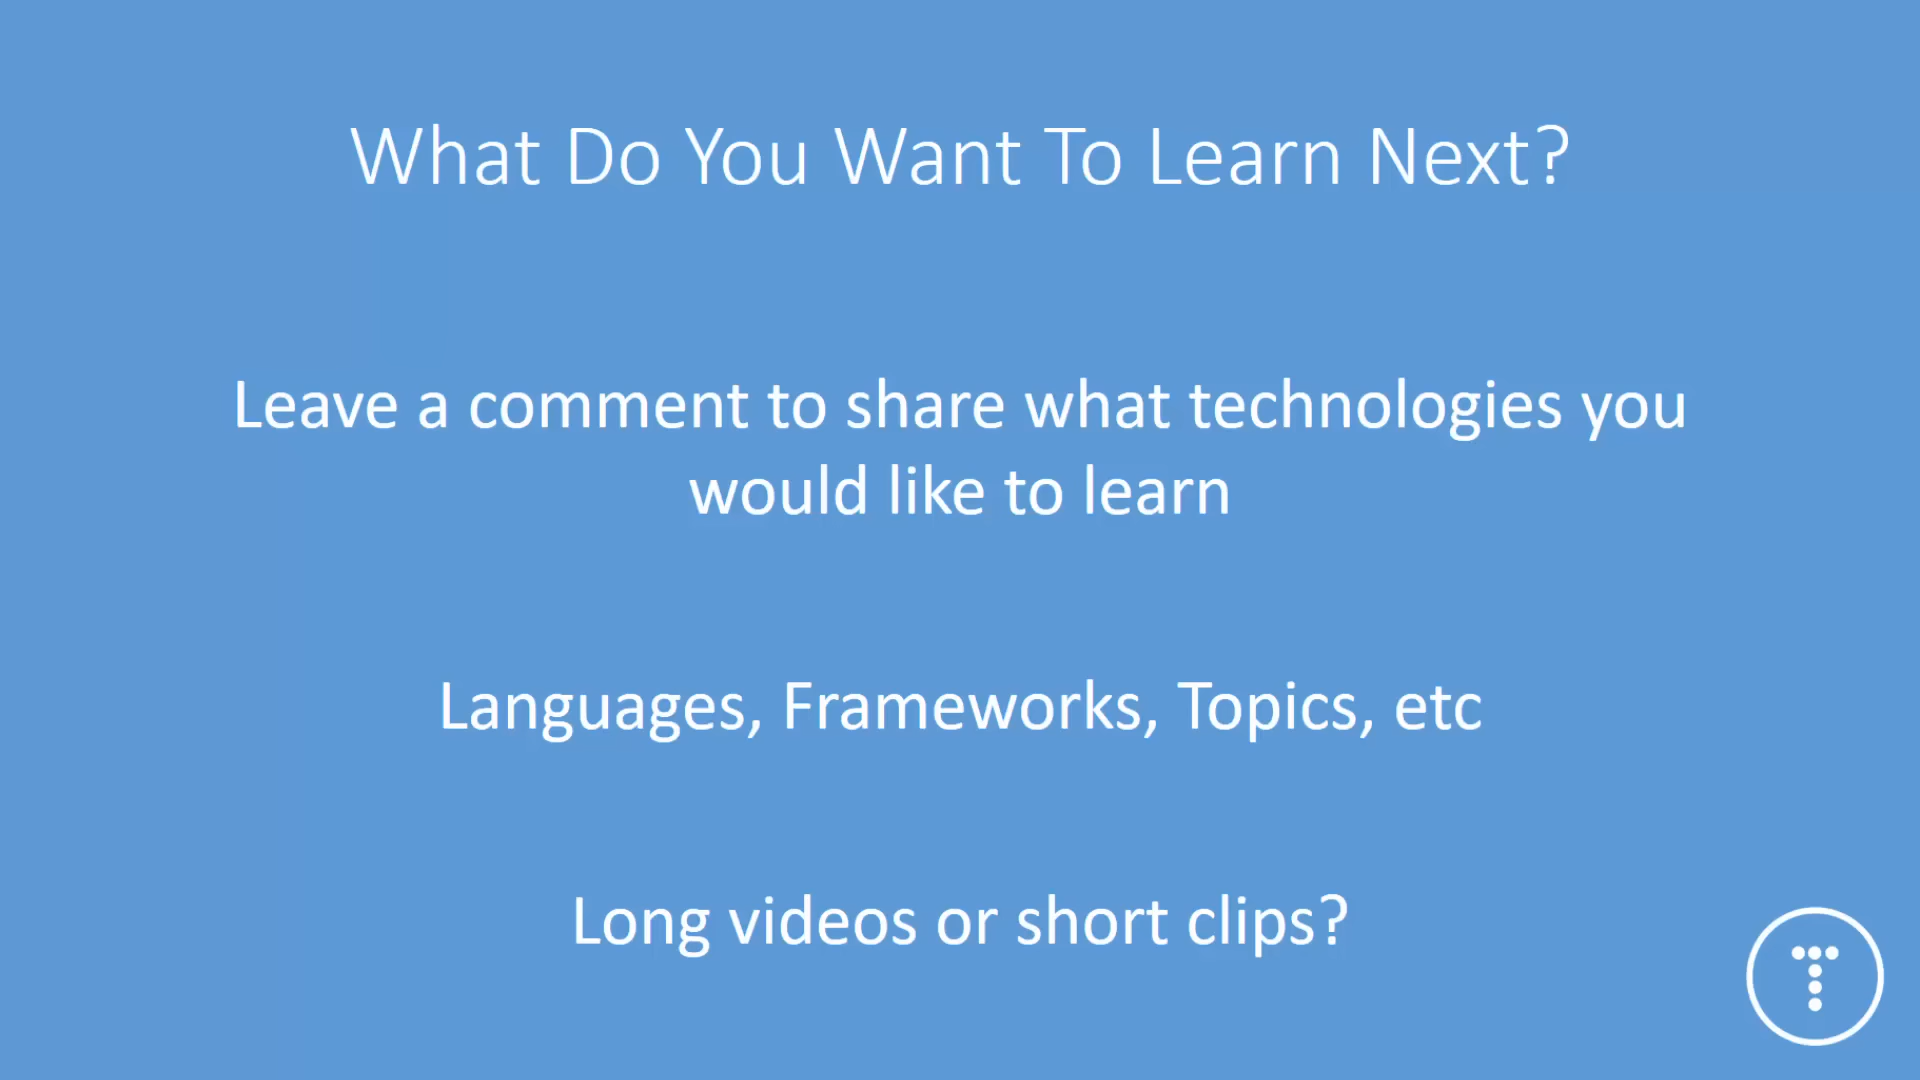 What Do You Want To Learn Next?
Leave a comment to share what technologies you
would like to learn
Languages, Frameworks, Topics, etc
Long videos or short clips?
T